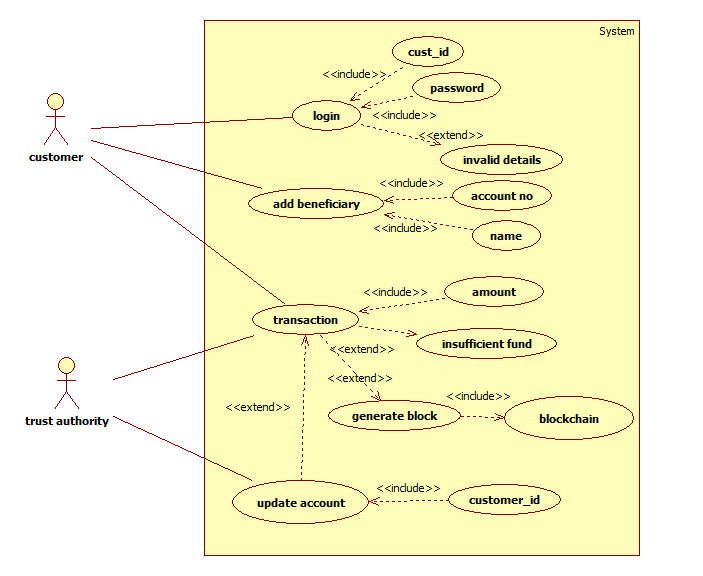 System
cust_id
<<include>>
password
<<include>>
login
<<extend>>
customer
invalid details
<<include>>
account no
add beneficiary
<<include>>
name
<<include>>
amount
transaction
insufficient fund
<<extend>>
<<extend>>
<<include>>
<<extend>>
generate block
blockchain
trust authority
<<include>>
customer_id
update account